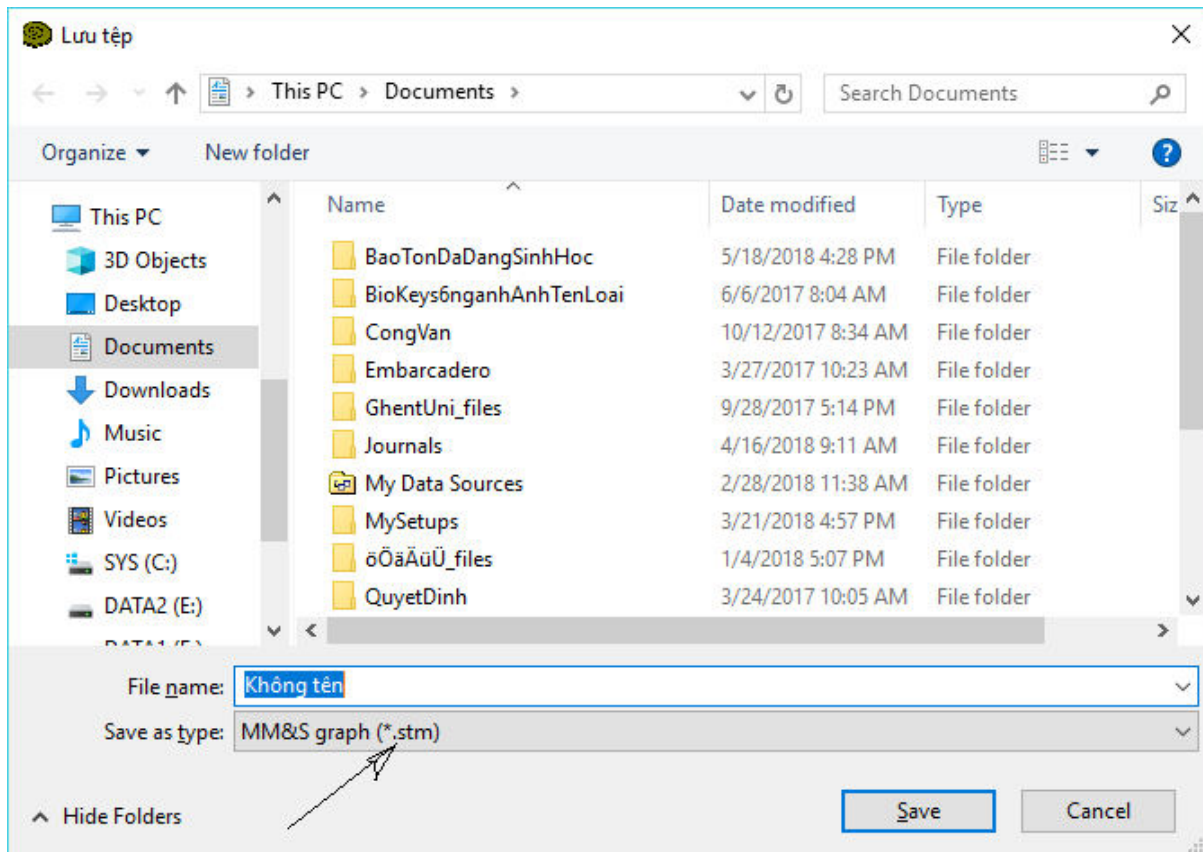 Lưu tệp
This PC > Documents >
Search Documents
Organize
New folder
Name Date modified Type Siz
This PC
3D Objects
Desktop
Documents
Downloads
Music
Pictures
Videos
SYS (C:)
DATA2 (E:)
BaoTonDaDangSinhHoc 5/18/2018 4:28 PM File folder
BioKeys6nganhAnhTenLoai 6/6/2017 8:04 AM File folder
CongVan 10/12/2017 8:34 AM File folder
Embarcadero 3/27/2017 10:23 AM File folder
GhentUni_files 9/28/2017 5:14 PM File folder
Journals 4/16/2018 9:11 AM File folder
My Data Sources 2/28/2018 11:38 AM File folder
MySetups 3/21/2018 4:57 PM File folder
öÔäÄüÜ_files 1/4/2018 5:07 PM File folder
QuyetDinh 3/24/2017 10:05 AM File folder
File name: Không tên
Save as type: MM&S graph (*.stm)
Hide Folders
Save
Cancel